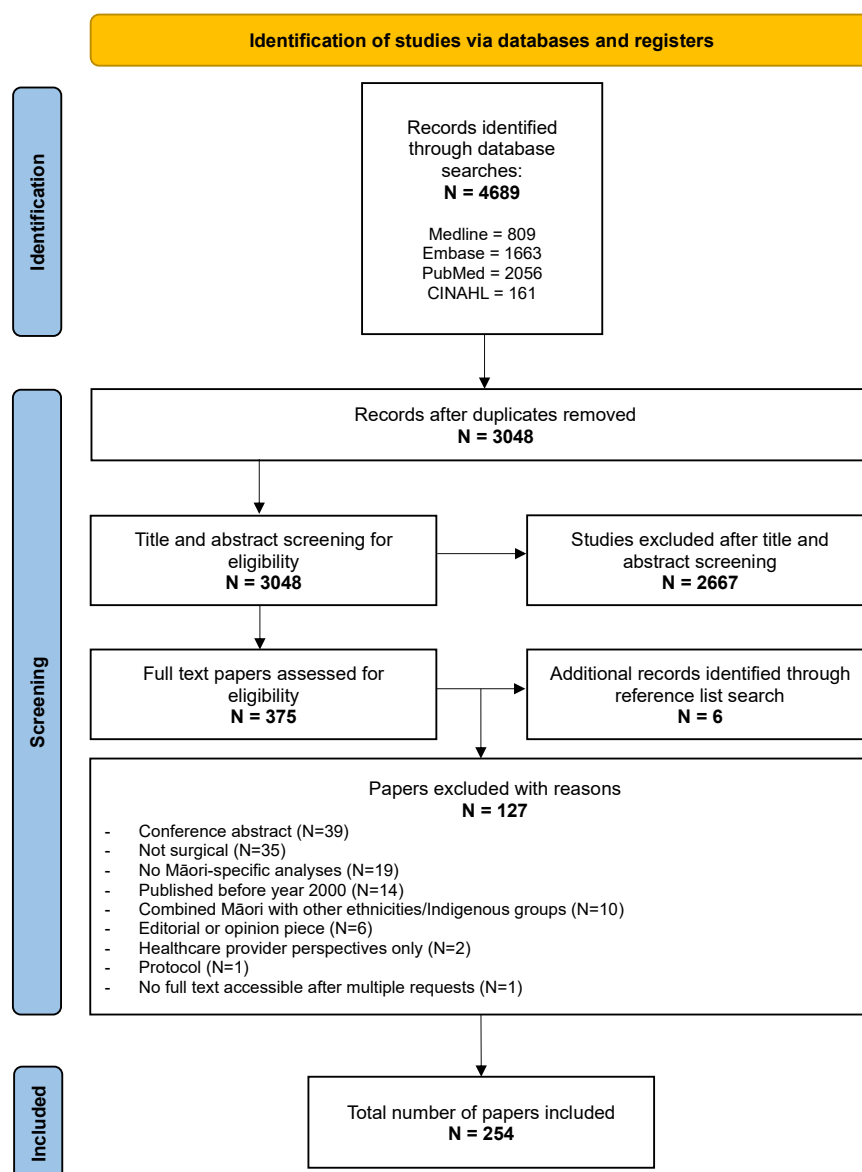 Identification of studies via databases and registers
Identification
Records identified
through database
searches:
N = 4689
Medline = 809
Embase = 1663
PubMed = 2056
CINAHL = 161
Screening
Records after duplicates removed
N = 3048
Title and abstract screening for
eligibility
N = 3048
Studies excluded after title and
abstract screening
N = 2667
Full text papers assessed for
eligibility
N = 375
Additional records identified through
reference list search
N = 6
Papers excluded with reasons
N = 127
- Conference abstract (N=39)
- Not surgical (N=35)
- No Māori-specific analyses (N=19)
- Published before year 2000 (N=14)
- Combined Māori with other ethnicities/Indigenous groups (N=10)
- Editorial or opinion piece (N=6)
- Healthcare provider perspectives only (N=2)
- Protocol (N=1)
- No full text accessible after multiple requests (N=1)
Included
Total number of papers included
N = 254